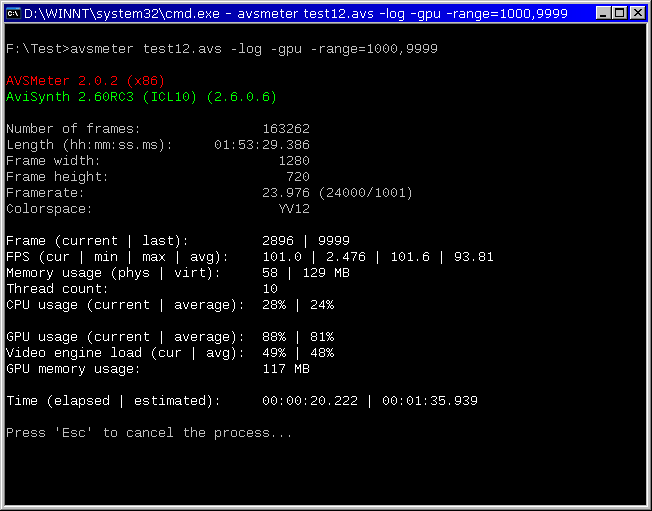 D:\WINNT\system32\cmd.exe - avsmeter test12.avs -log -gpu -range=1000,9999
F:\Test>avsmeter test12.avs -log -gpu -range=1000,9999
AVSMeter 2.0.2 (x86)
AviSynth 2.60RC3 (ICL10) (2.6.0.6)
Number of frames: 163262
Length (hh:mm:ss.ms): 01:53:29.386
Frame width: 1280
Frame height: 720
Framerate: 23.976 (24000/1001)
Colorspace: YV12
Frame (current | last): 2896 | 9999
FPS (cur | min | max | avg): 101.0 | 2.476 | 101.6 | 93.81
Memory usage (phys | virt): 58 | 129 MB
Thread count: 10
CPU usage (current | average): 28% | 24%
GPU usage (current | average): 88% | 81%
Video engine load (cur | avg): 49% | 48%
GPU memory usage: 117 MB
Time (elapsed | estimated): 00:00:20.222 | 00:01:35.939
Press 'Esc' to cancel the process...